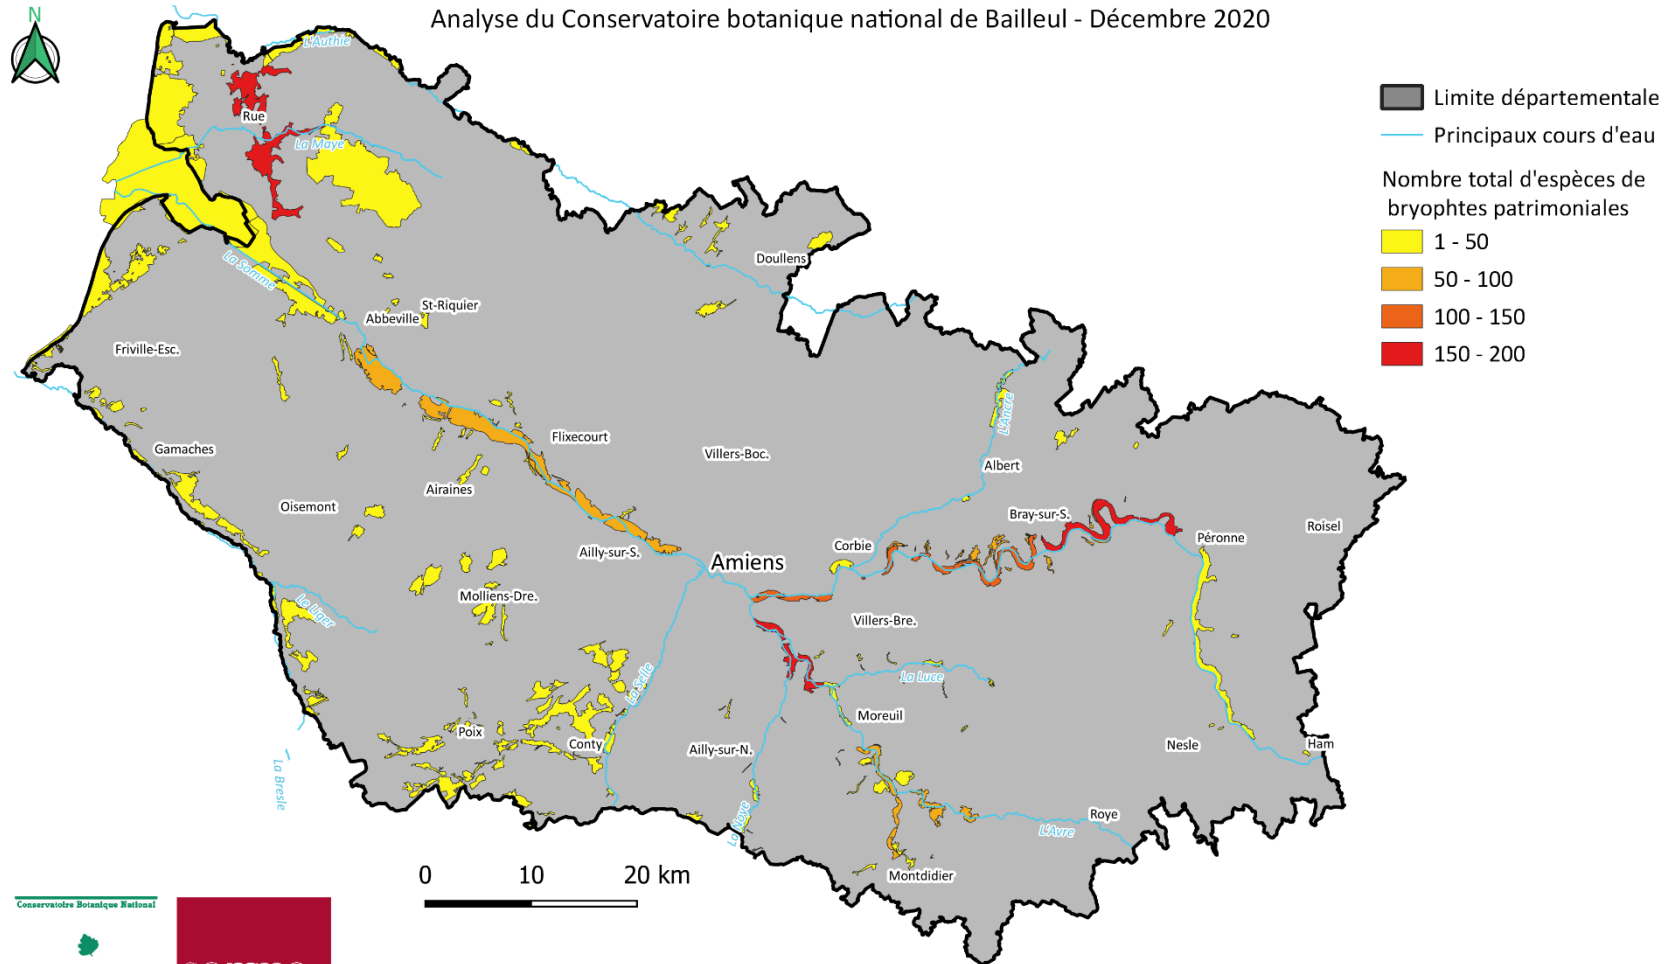 Analyse du Conservatoire botanique national de Bailleul - Décembre 2020
N
Limite départementale
Principaux cours d'eau
Nombre total d'espèces de
bryophtes patrimoniales
1 - 50
50 - 100
100 - 150
150 - 200
L'Authie
Rue
La Maye
Doullens
La Somme
St-Riquier
Abbeville
Friville-Esc.
L'Ancre
Flixecourt
Gamaches
Villers-Boc.
Albert
Airaines
Oisemont
Bray-sur-S.
Roisel
Péronne
Corbie
Ailly-sur-S.
Amiens
Molliens-Dre.
Le Liger
Villers-Bre.
La Luce
La Selle
Moreuil
Poix
Conty
Ailly-sur-N.
Nesle
Ham
La Bresle
La Noye
Roye
L'Avre
Montdidier
0 10 20 km
Conservatoire Botanique National